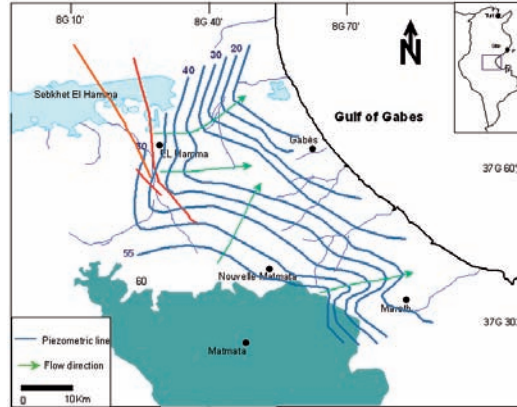 8G 10'
8G 40'
8G 70'
40
30
20
N
Sebkhet El Hamma
Gulf of Gabes
Gabès
EL Hamma
37G 60'
55
60
Nouvelle Matmata
Mareth
37G 30'
Matmata
Piezometric line
Flow direction
0 10Km